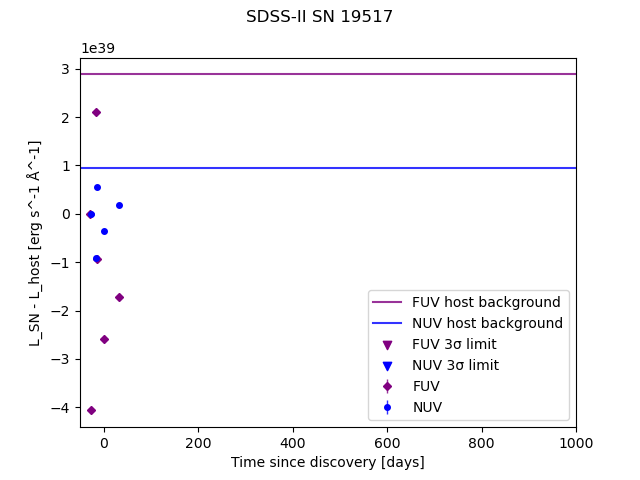 SDSS-II SN 19517
1e39
3
2
1
0
−1
−2
−3
−4
L_SN - L_host [erg s^-1 Å^-1]
FUV host background
NUV host background
FUV 3σ limit
NUV 3σ limit
FUV
NUV
0 200 400 600 800 1000
Time since discovery [days]